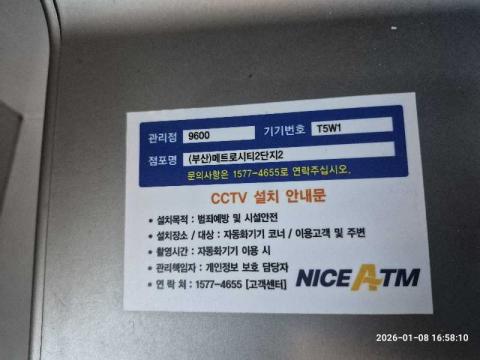 관리점 9600 기기번호 T5W1
점포명 (부산)메트로시티2단지2
문의사항은 1577-4655로 연락주십시오.
CCTV 설치 안내문
• 설치목적 : 범죄예방 및 시설안전
• 설치장소 / 대상 : 자동화기기 코너 / 이용고객 및 주변
• 촬영시간 : 자동화기기 이용 시
• 관리책임자 : 개인정보 보호 담당자
• 연 락 처 : 1577-4655 [고객센터]
NICE ATM
2026-01-08 16:58:10